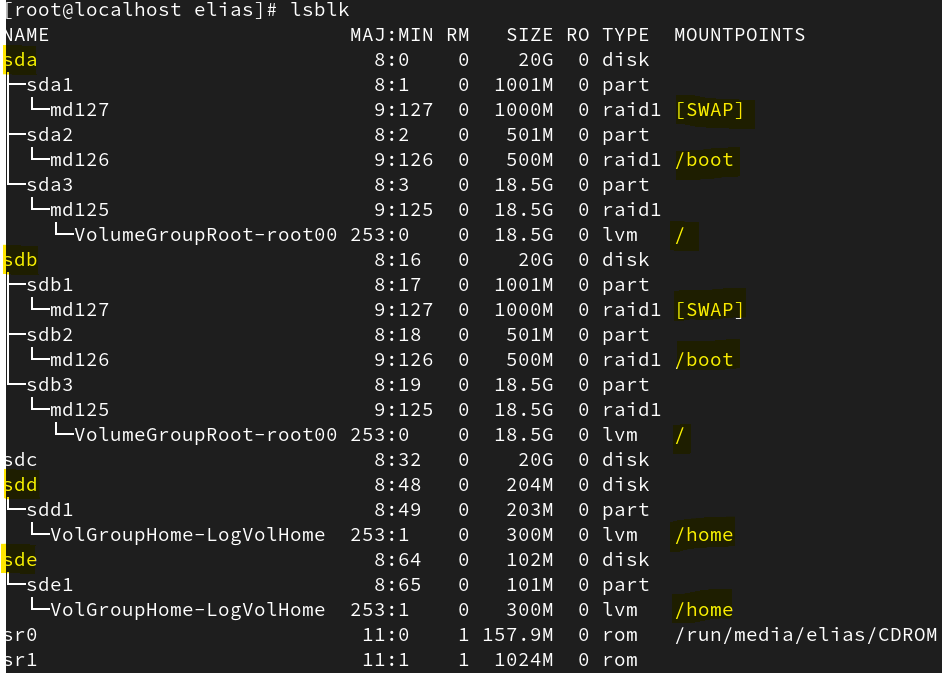 [root@localhost elias]# lsblk
NAME                         MAJ:MIN RM   SIZE RO TYPE  MOUNTPOINTS
sda                            8:0    0    20G  0 disk
├─sda1                         8:1    0  1001M  0 part
│ └─md127                      9:127  0  1000M  0 raid1 [SWAP]
├─sda2                         8:2    0   501M  0 part
│ └─md126                      9:126  0   500M  0 raid1 /boot
└─sda3                         8:3    0  18.5G  0 part
  └─md125                      9:125  0  18.5G  0 raid1
    └─VolumeGroupRoot-root00 253:0    0  18.5G  0 lvm   /
sdb                            8:16   0    20G  0 disk
├─sdb1                         8:17   0  1001M  0 part
│ └─md127                      9:127  0  1000M  0 raid1 [SWAP]
├─sdb2                         8:18   0   501M  0 part
│ └─md126                      9:126  0   500M  0 raid1 /boot
└─sdb3                         8:19   0  18.5G  0 part
  └─md125                      9:125  0  18.5G  0 raid1
    └─VolumeGroupRoot-root00 253:0    0  18.5G  0 lvm   /
sdc                            8:32   0    20G  0 disk
sdd                            8:48   0   204M  0 disk
└─sdd1                         8:49   0   203M  0 part
  └─VolGroupHome-LogVolHome  253:1    0   300M  0 lvm   /home
sde                            8:64   0   102M  0 disk
└─sde1                         8:65   0   101M  0 part
  └─VolGroupHome-LogVolHome  253:1    0   300M  0 lvm   /home
sr0                           11:0    1 157.9M  0 rom   /run/media/elias/CDROM
sr1                           11:1    1  1024M  0 rom